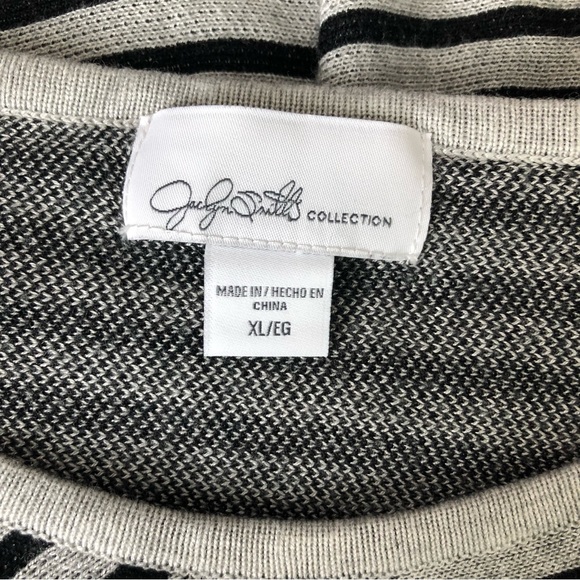 Jaclyn Smith COLLECTION
MADE IN / HECHO EN
CHINA
XL/EG